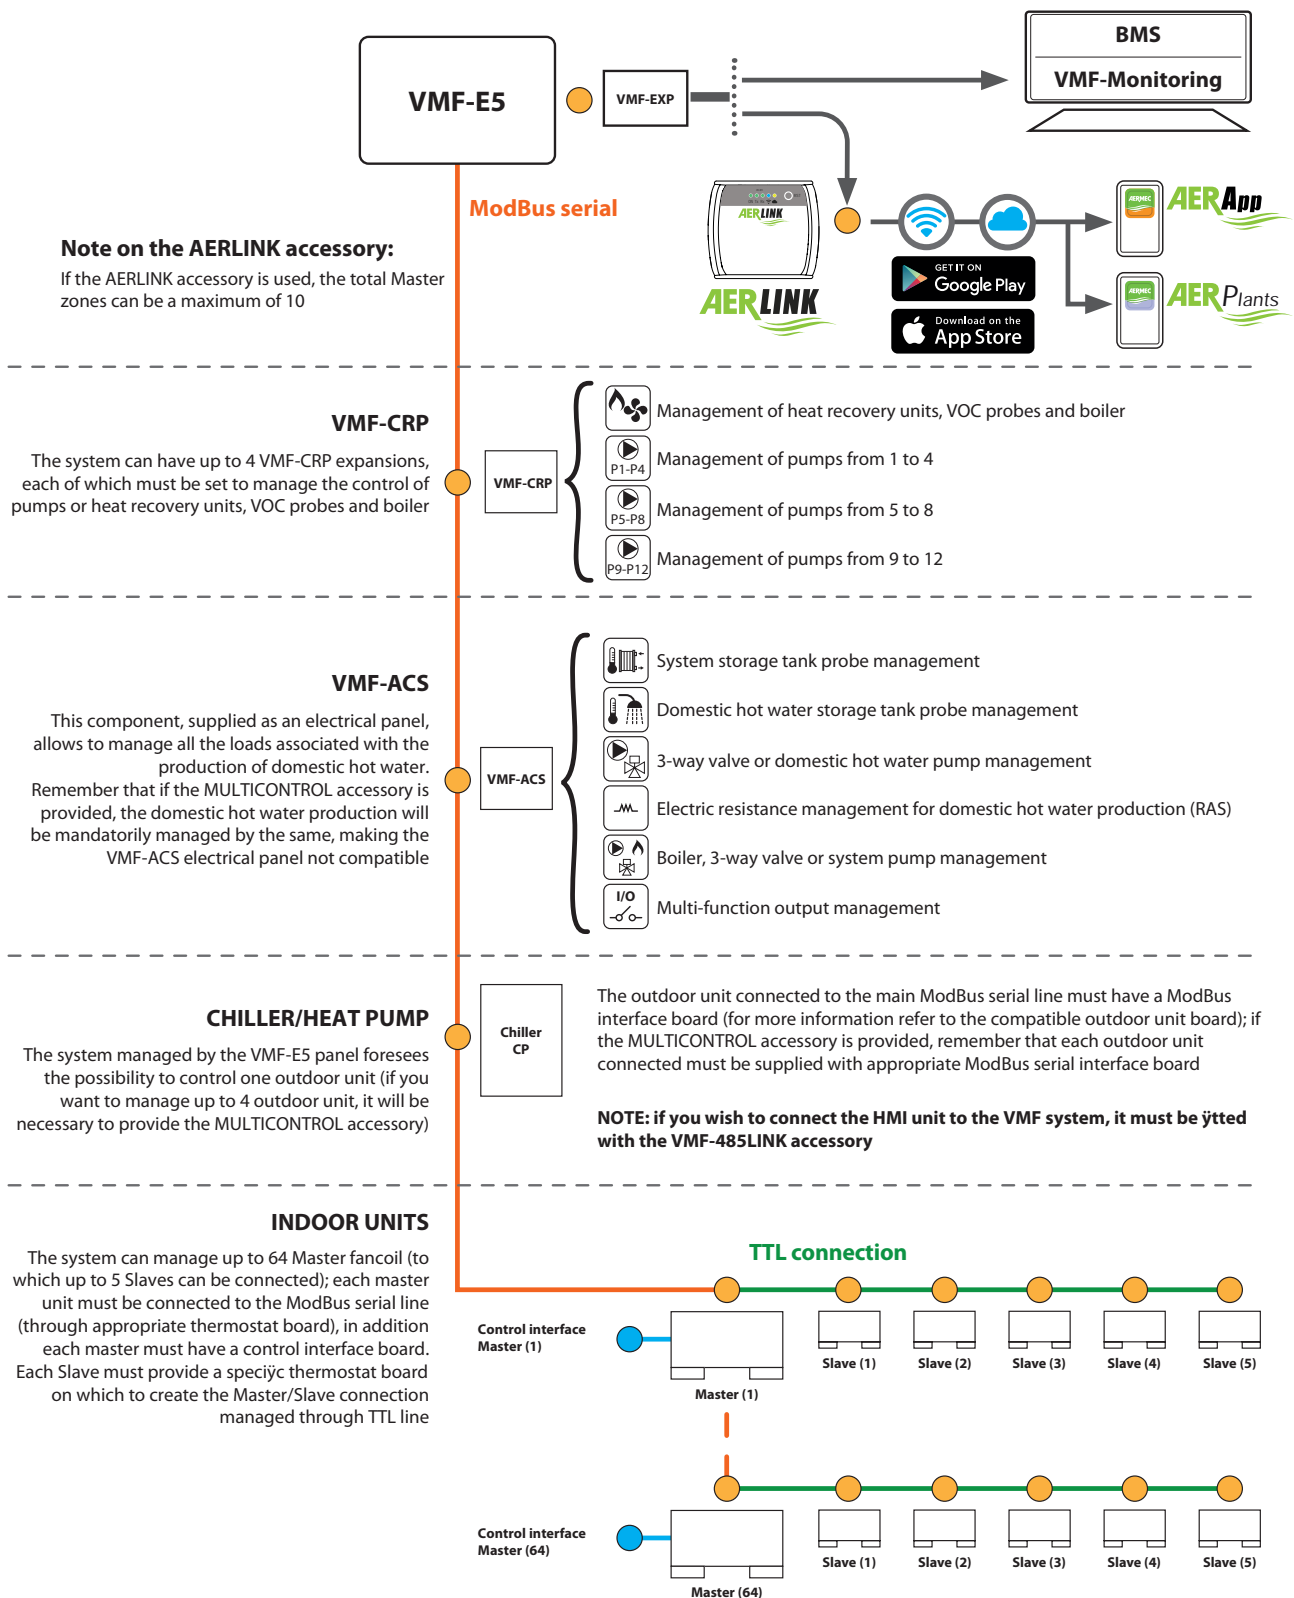 BMS
VMF-Monitoring
VMF-E5
VMF-EXP
ModBus serial
AERLINK
AERLINK
GET IT ON
Google Play
Download on the
App Store
AERMEC
AERApp
AERMEC
AERPlants
Note on the AERLINK accessory:
If the AERLINK accessory is used, the total Master
zones can be a maximum of 10
VMF-CRP
The system can have up to 4 VMF-CRP expansions,
each of which must be set to manage the control of
pumps or heat recovery units, VOC probes and boiler
VMF-CRP
Management of heat recovery units, VOC probes and boiler
P1-P4
Management of pumps from 1 to 4
P5-P8
Management of pumps from 5 to 8
P9-P12
Management of pumps from 9 to 12
VMF-ACS
This component, supplied as an electrical panel,
allows to manage all the loads associated with the
production of domestic hot water.
Remember that if the MULTICONTROL accessory is
provided, the domestic hot water production will
be mandatorily managed by the same, making the
VMF-ACS electrical panel not compatible
VMF-ACS
System storage tank probe management
Domestic hot water storage tank probe management
3-way valve or domestic hot water pump management
Electric resistance management for domestic hot water production (RAS)
Boiler, 3-way valve or system pump management
I/O
Multi-function output management
CHILLER/HEAT PUMP
The system managed by the VMF-E5 panel foresees
the possibility to control one outdoor unit (if you
want to manage up to 4 outdoor unit, it will be
necessary to provide the MULTICONTROL accessory)
Chiller
CP
The outdoor unit connected to the main ModBus serial line must have a ModBus
interface board (for more information refer to the compatible outdoor unit board); if
the MULTICONTROL accessory is provided, remember that each outdoor unit
connected must be supplied with appropriate ModBus serial interface board
NOTE: if you wish to connect the HMI unit to the VMF system, it must be ÿtted
with the VMF-485LINK accessory
INDOOR UNITS
The system can manage up to 64 Master fancoil (to
which up to 5 Slaves can be connected); each master
unit must be connected to the ModBus serial line
(through appropriate thermostat board), in addition
each master must have a control interface board.
Each Slave must provide a speciÿc thermostat board
on which to create the Master/Slave connection
managed through TTL line
TTL connection
Control interface
Master (1)
Master (1)
Slave (1)
Slave (2)
Slave (3)
Slave (4)
Slave (5)
Control interface
Master (64)
Master (64)
Slave (1)
Slave (2)
Slave (3)
Slave (4)
Slave (5)